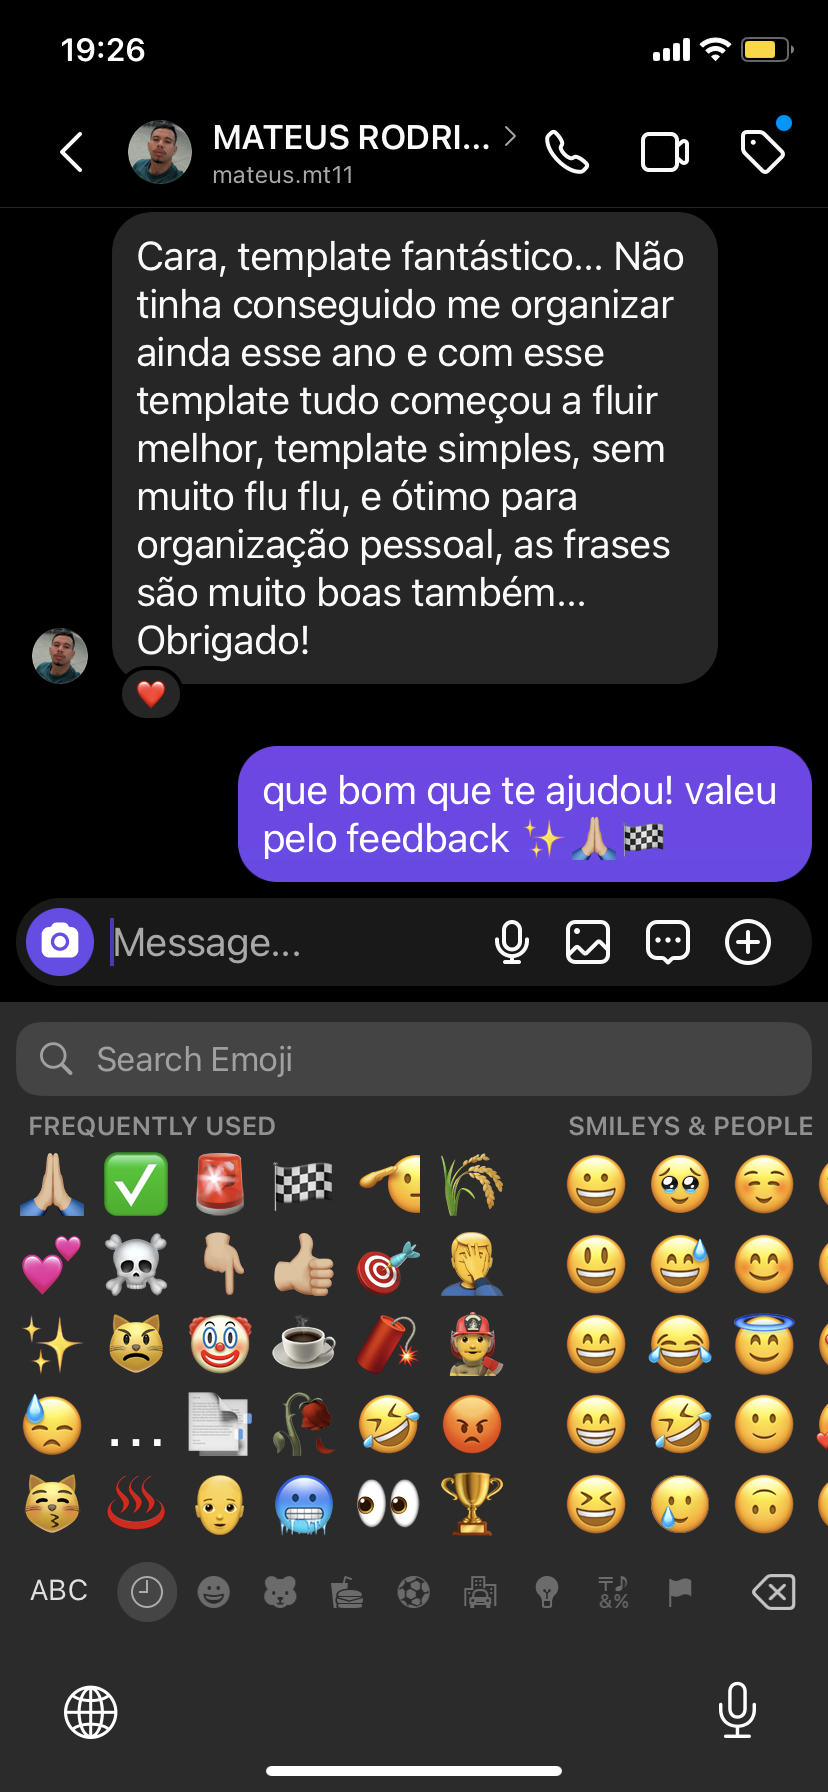 19:26
MATEUS RODRI...
mateus.mt11
Cara, template fantástico... Não
tinha conseguido me organizar
ainda esse ano e com esse
template tudo começou a fluir
melhor, template simples, sem
muito flu flu, e ótimo para
organização pessoal, as frases
são muito boas também...
Obrigado!
❤️
que bom que te ajudou! valeu
pelo feedback ✨🙏🏼🏁
Message...
Search Emoji
FREQUENTLY USED
SMILEYS & PEOPLE
ABC